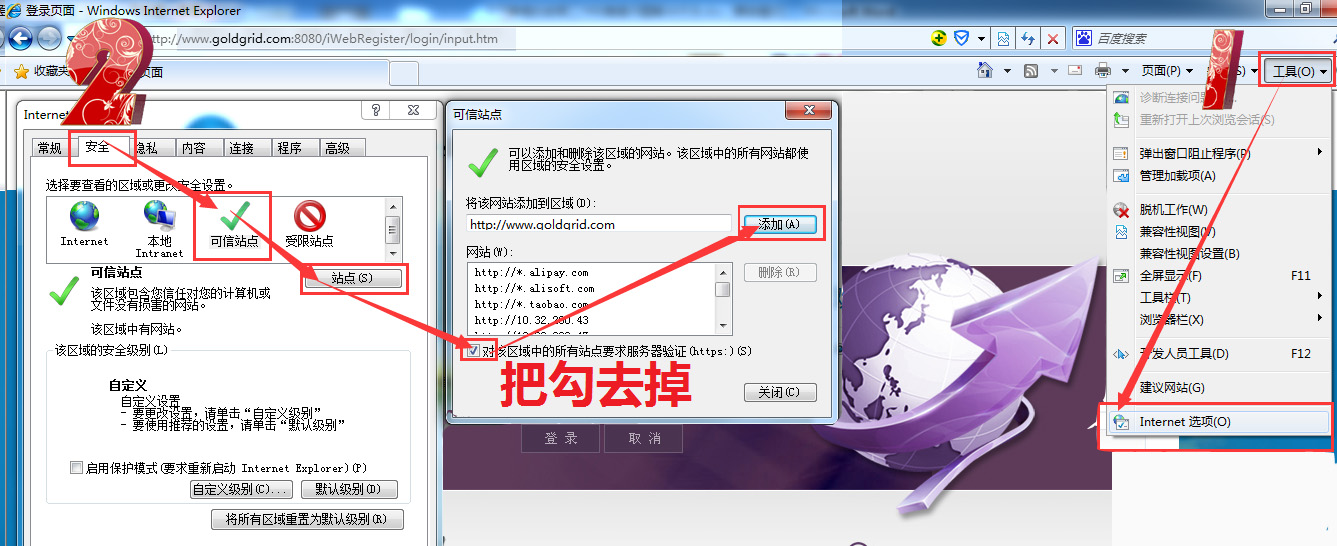 登录页面 - Windows Internet Explorer
http://www.goldgrid.com:8080/iWebRegister/login/input.htm
百度搜索
收藏夹
页面
页面(P)
(S)
工具(O)
1
2
诊断连接问题
重新打开上次浏览会话(S)
弹出窗口阻止程序(P)
管理加载项(A)
脱机工作(W)
兼容性视图(V)
兼容性视图设置(B)
全屏显示(F) F11
工具栏(T)
浏览器栏(X)
开发人员工具(D) F12
建议网站(G)
Internet 选项(O)
Internet
常规 安全 隐私 内容 连接 程序 高级
选择要查看的区域或更改安全设置。
Internet 本地 Intranet 可信站点 受限站点
可信站点
站点(S)
该区域包含您信任对您的计算机或
文件没有损害的网站。
该区域中有网站。
该区域的安全级别(L)
自定义
自定义设置
- 要更改设置，请单击“自定义级别”
- 要使用推荐的设置，请单击“默认级别”
启用保护模式(要求重新启动 Internet Explorer)(P)
自定义级别(C)... 默认级别(D)
将所有区域重置为默认级别(R)
可信站点
可以添加和删除该区域的网站。该区域中的所有网站都使
用区域的安全设置。
将该网站添加到区域(D):
http://www.goldgrid.com 添加(A)
网站(W):
http://*.alipay.com
http://*.alisoft.com
http://*.taobao.com
http://10.32.200.43
删除(R)
对该区域中的所有站点要求服务器验证(https:)(S)
把勾去掉
关闭(C)
登 录 取 消